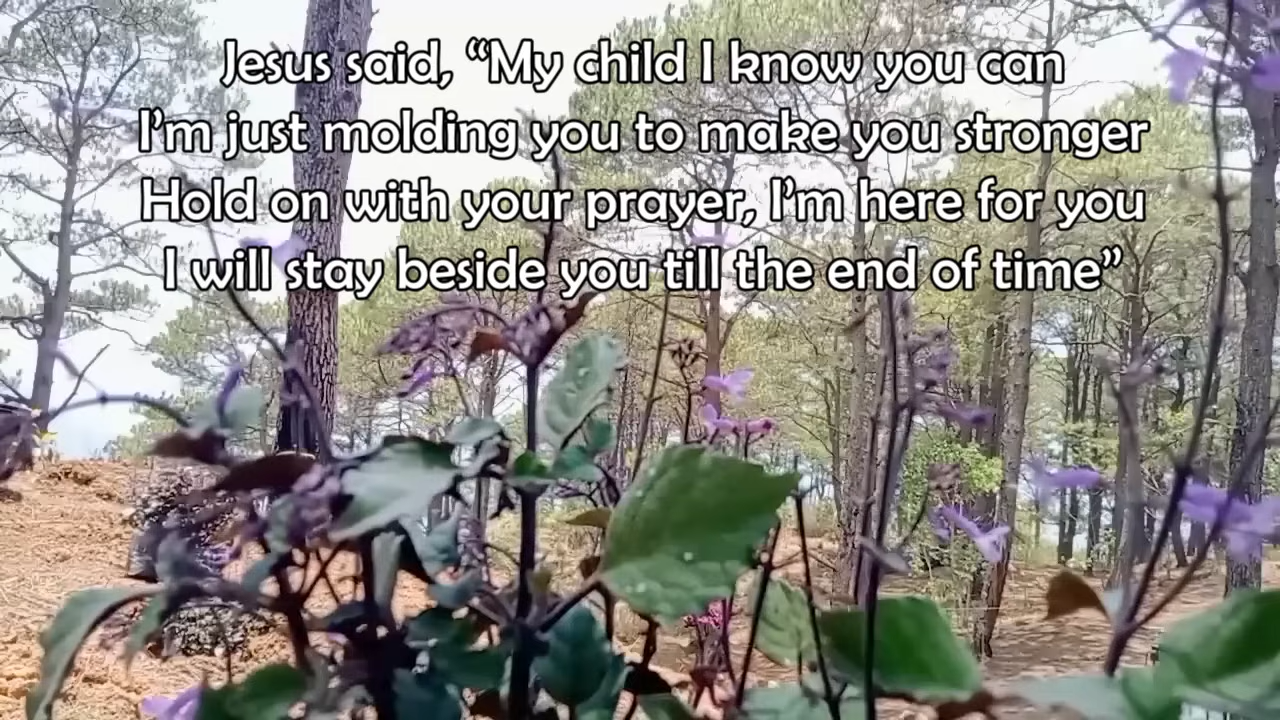 Jesus said, “My child I know you can
I’m just molding you to make you stronger
Hold on with your prayer, I’m here for you
I will stay beside you till the end of time”